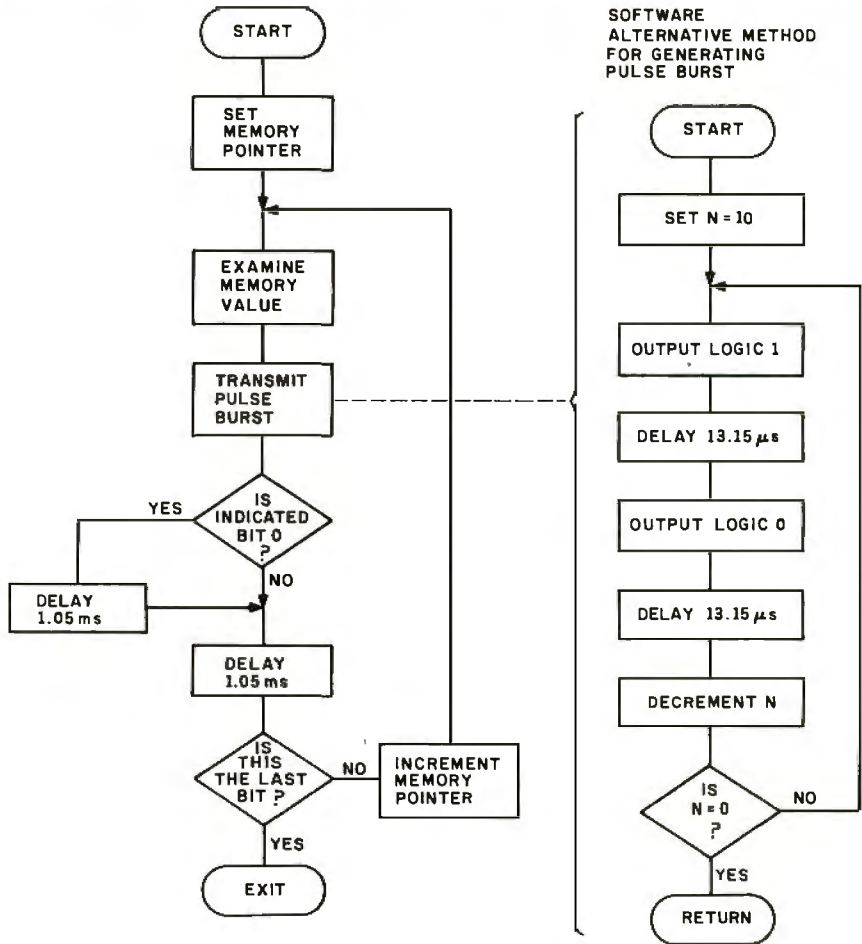 START
SET
MEMORY
POINTER
EXAMINE
MEMORY
VALUE
TRANSMIT
PULSE
BURST
IS
INDICATED
BIT 0
?
YES
NO
DELAY
1.05 ms
DELAY
1.05 ms
IS
THIS
THE LAST
BIT ?
NO
INCREMENT
MEMORY
POINTER
YES
EXIT
SOFTWARE
ALTERNATIVE METHOD
FOR GENERATING
PULSE BURST
START
SET N = 10
OUTPUT LOGIC 1
DELAY 13.15 μs
OUTPUT LOGIC 0
DELAY 13.15 μs
DECREMENT N
IS
N = 0
?
NO
YES
RETURN